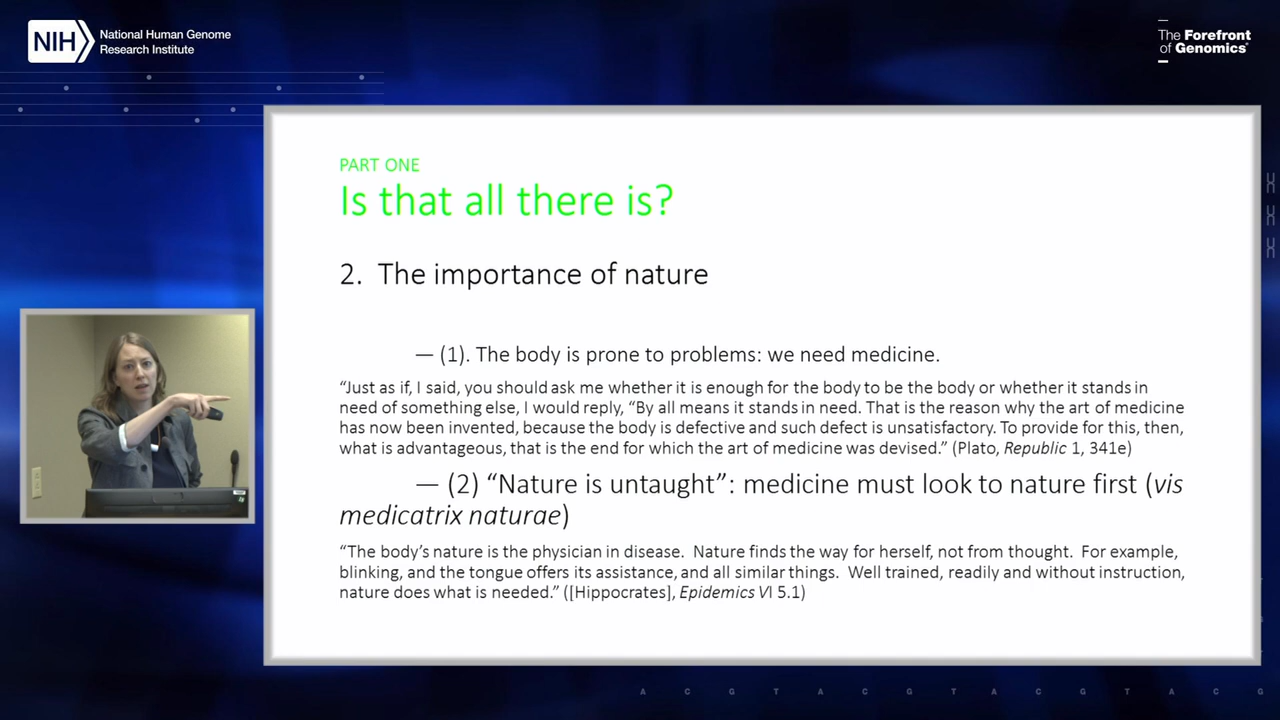 NIH
National Human Genome
Research Institute
The Forefront
of Genomics®
PART ONE
Is that all there is?
2. The importance of nature
— (1). The body is prone to problems: we need medicine.
“Just as if, I said, you should ask me whether it is enough for the body to be the body or whether it stands in
need of something else, I would reply, “By all means it stands in need. That is the reason why the art of medicine
has now been invented, because the body is defective and such defect is unsatisfactory. To provide for this, then,
what is advantageous, that is the end for which the art of medicine was devised.” (Plato, Republic 1, 341e)
— (2) “Nature is untaught”: medicine must look to nature first (vis
medicatrix naturae)
“The body’s nature is the physician in disease. Nature finds the way for herself, not from thought. For example,
blinking, and the tongue offers its assistance, and all similar things. Well trained, readily and without instruction,
nature does what is needed.” ([Hippocrates], Epidemics VI 5.1)
A C G T A C G T A C G T A C G